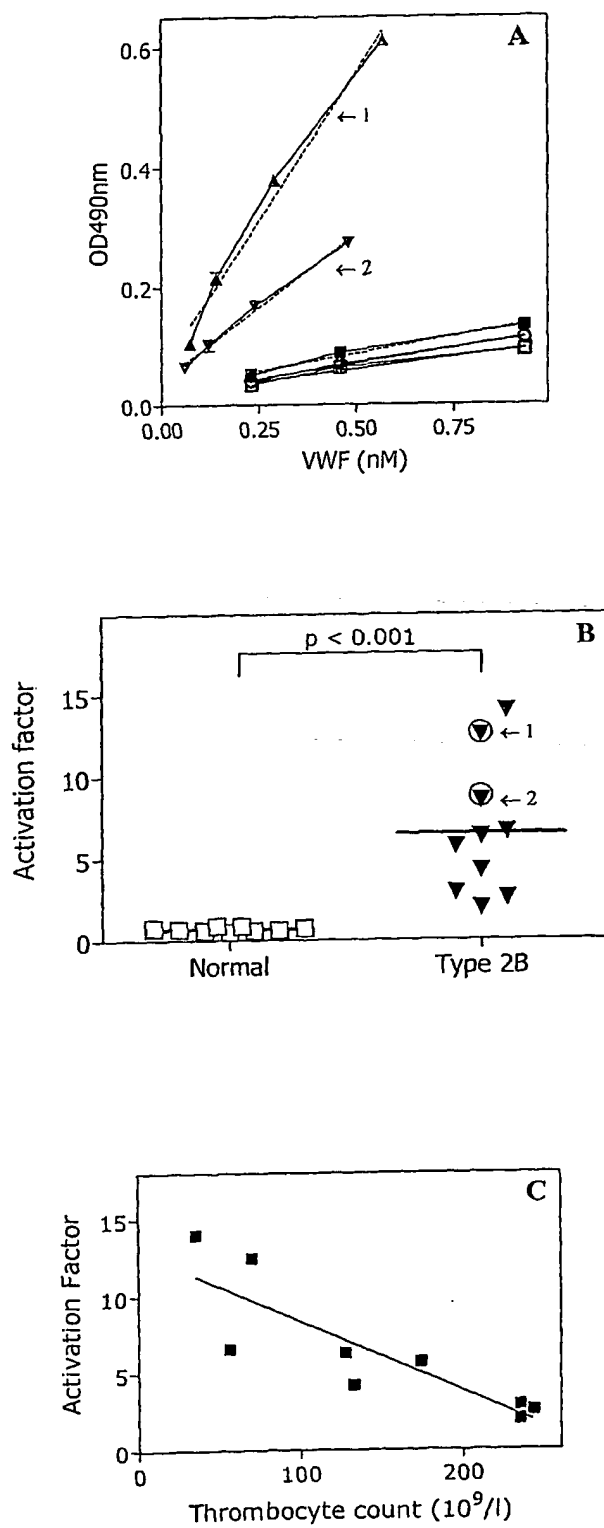 A
0.6
← 1
0.4
OD490nm
← 2
0.2
0.0
0.00 0.25 0.50 0.75
VWF (nM)
B
p < 0.001
15
← 1
10
← 2
Activation factor
5
0
Normal Type 2B
C
15
10
Activation Factor
5
0
0 100 200
Thrombocyte count (10⁹/l)